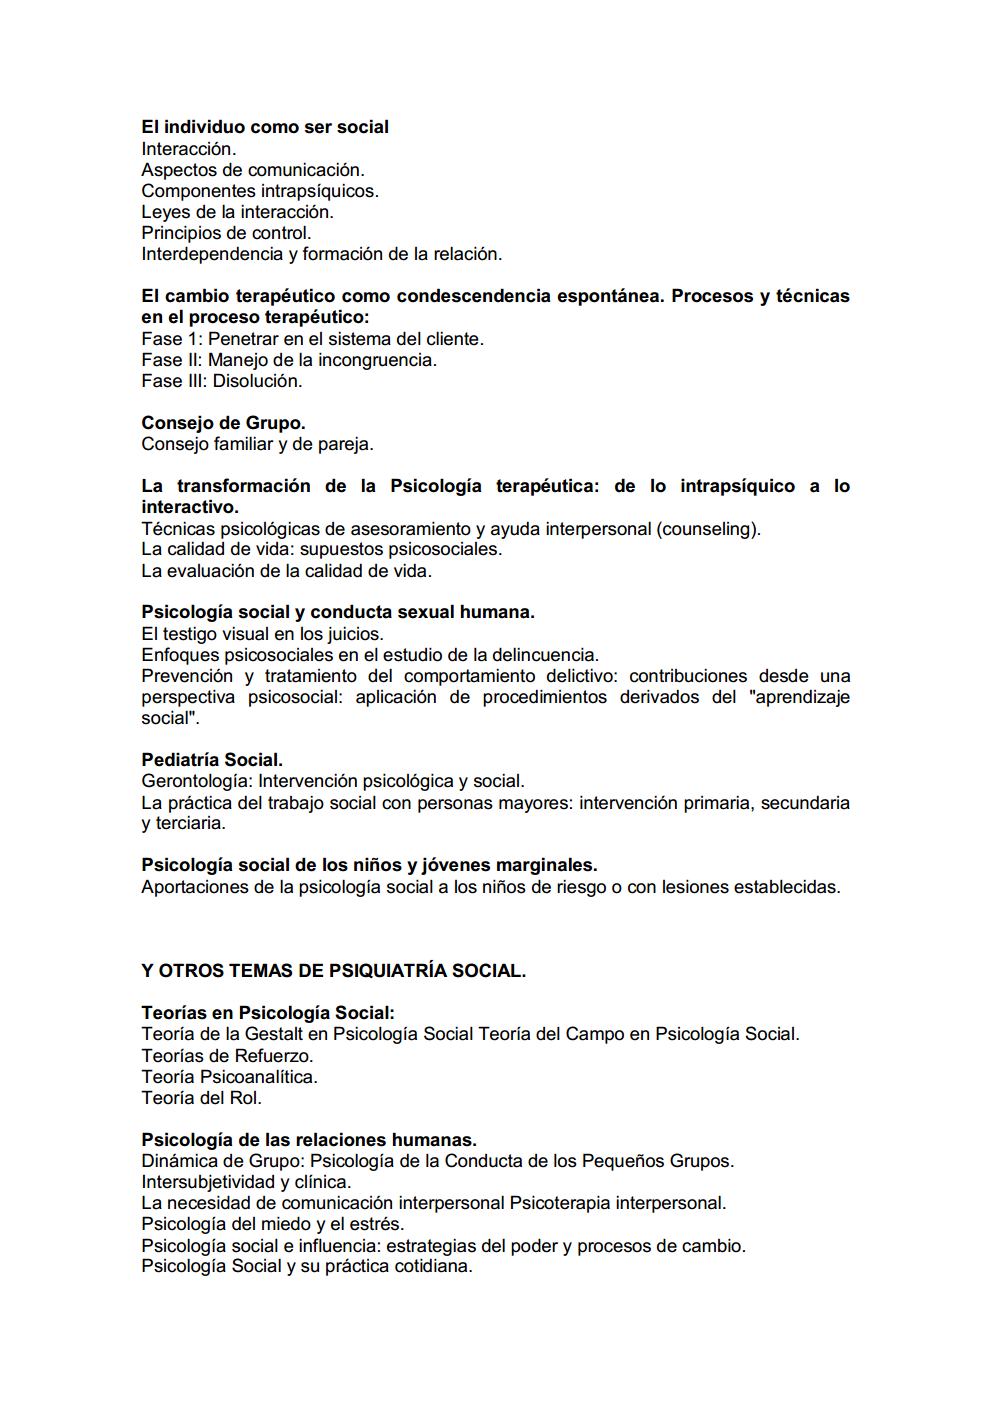 El individuo como ser social
Interacción.
Aspectos de comunicación.
Componentes intrapsíquicos.
Leyes de la interacción.
Principios de control.
Interdependencia y formación de la relación.
El cambio terapéutico como condescendencia espontánea. Procesos y técnicas
en el proceso terapéutico:
Fase 1: Penetrar en el sistema del cliente.
Fase II: Manejo de la incongruencia.
Fase III: Disolución.
Consejo de Grupo.
Consejo familiar y de pareja.
La transformación de la Psicología terapéutica: de lo intrapsíquico a lo
interactivo.
Técnicas psicológicas de asesoramiento y ayuda interpersonal (counseling).
La calidad de vida: supuestos psicosociales.
La evaluación de la calidad de vida.
Psicología social y conducta sexual humana.
El testigo visual en los juicios.
Enfoques psicosociales en el estudio de la delincuencia.
Prevención y tratamiento del comportamiento delictivo: contribuciones desde una
perspectiva psicosocial: aplicación de procedimientos derivados del "aprendizaje
social".
Pediatría Social.
Gerontología: Intervención psicológica y social.
La práctica del trabajo social con personas mayores: intervención primaria, secundaria
y terciaria.
Psicología social de los niños y jóvenes marginales.
Aportaciones de la psicología social a los niños de riesgo o con lesiones establecidas.
Y OTROS TEMAS DE PSIQUIATRÍA SOCIAL.
Teorías en Psicología Social:
Teoría de la Gestalt en Psicología Social Teoría del Campo en Psicología Social.
Teorías de Refuerzo.
Teoría Psicoanalítica.
Teoría del Rol.
Psicología de las relaciones humanas.
Dinámica de Grupo: Psicología de la Conducta de los Pequeños Grupos.
Intersubjetividad y clínica.
La necesidad de comunicación interpersonal Psicoterapia interpersonal.
Psicología del miedo y el estrés.
Psicología social e influencia: estrategias del poder y procesos de cambio.
Psicología Social y su práctica cotidiana.